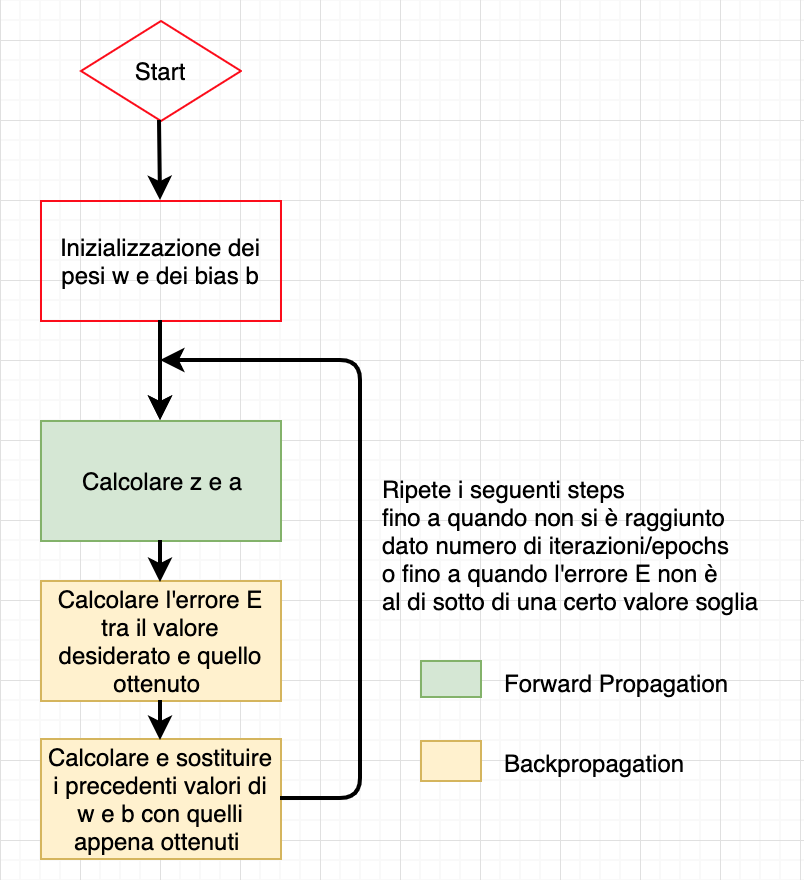 Start
Inizializzazione dei
pesi w e dei bias b
Calcolare z e a
Ripete i seguenti steps
fino a quando non si è raggiunto
dato numero di iterazioni/epochs
o fino a quando l'errore E non è
al di sotto di una certo valore soglia
Calcolare l'errore E
tra il valore
desiderato e quello
ottenuto
Forward Propagation
Calcolare e sostituire
i precedenti valori di
w e b con quelli
appena ottenuti
Backpropagation